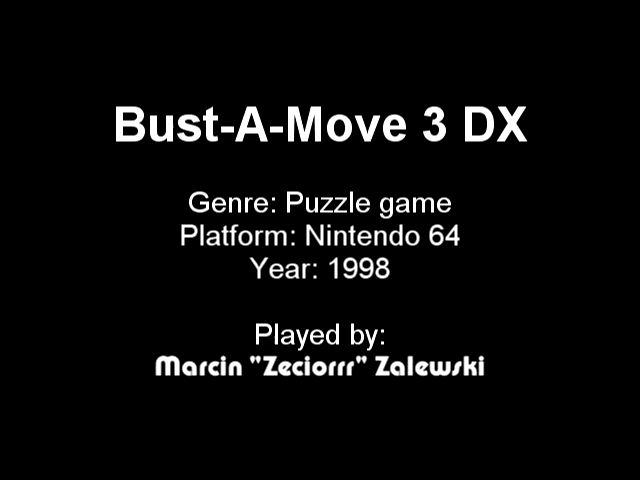 Bust-A-Move 3 DX
Genre: Puzzle game
Platform: Nintendo 64
Year: 1998
Played by:
Marcin "Zeciorrr" Zalewski